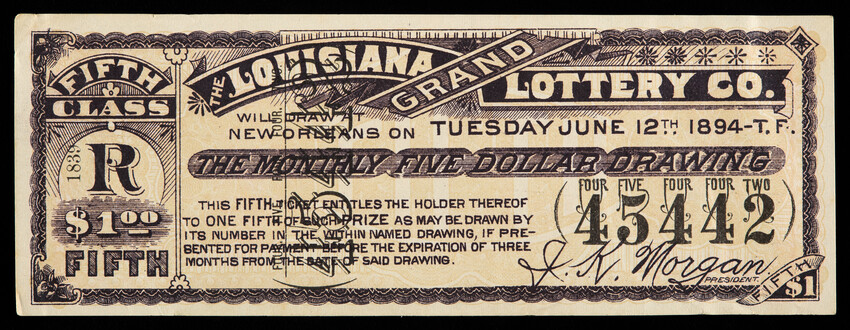 FIFTH
CLASS
1839
R
$1.00
FIFTH
THE LOUISIANA
GRAND
LOTTERY CO.
WILL DRAW AT
NEW ORLEANS ON TUESDAY JUNE 12TH 1894-T.F.
THE MONTHLY FIVE DOLLAR DRAWING
THIS FIFTH TICKET ENTITLES THE HOLDER THEREOF
TO ONE FIFTH OF SUCH PRIZE AS MAY BE DRAWN BY
ITS NUMBER IN THE WITHIN NAMED DRAWING, IF PRE-
SENTED FOR PAYMENT BEFORE THE EXPIRATION OF THREE
MONTHS FROM THE DATE OF SAID DRAWING.
FOUR FIVE FOUR FOUR TWO
(45442)
J. K. Morgan
PRESIDENT.
FIFTH
$1